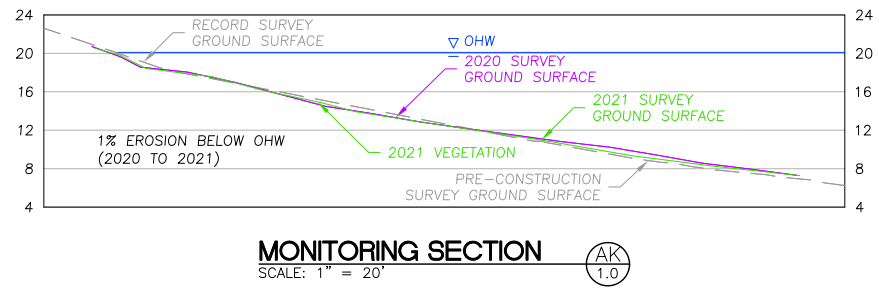 24
20
16
12
8
4
RECORD SURVEY
GROUND SURFACE
OHW
2020 SURVEY
GROUND SURFACE
2021 SURVEY
GROUND SURFACE
1% EROSION BELOW OHW
(2020 TO 2021)
2021 VEGETATION
PRE-CONSTRUCTION
SURVEY GROUND SURFACE
24
20
16
12
8
4
MONITORING SECTION
SCALE: 1" = 20'
AK
1.0